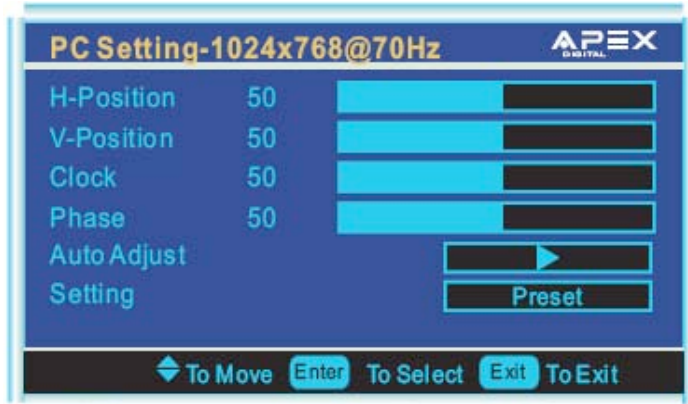 PC Setting-1024x768@70Hz APEX DIGITAL
H-Position 50
V-Position 50
Clock 50
Phase 50
Auto Adjust
Setting Preset
To Move Enter To Select Exit To Exit